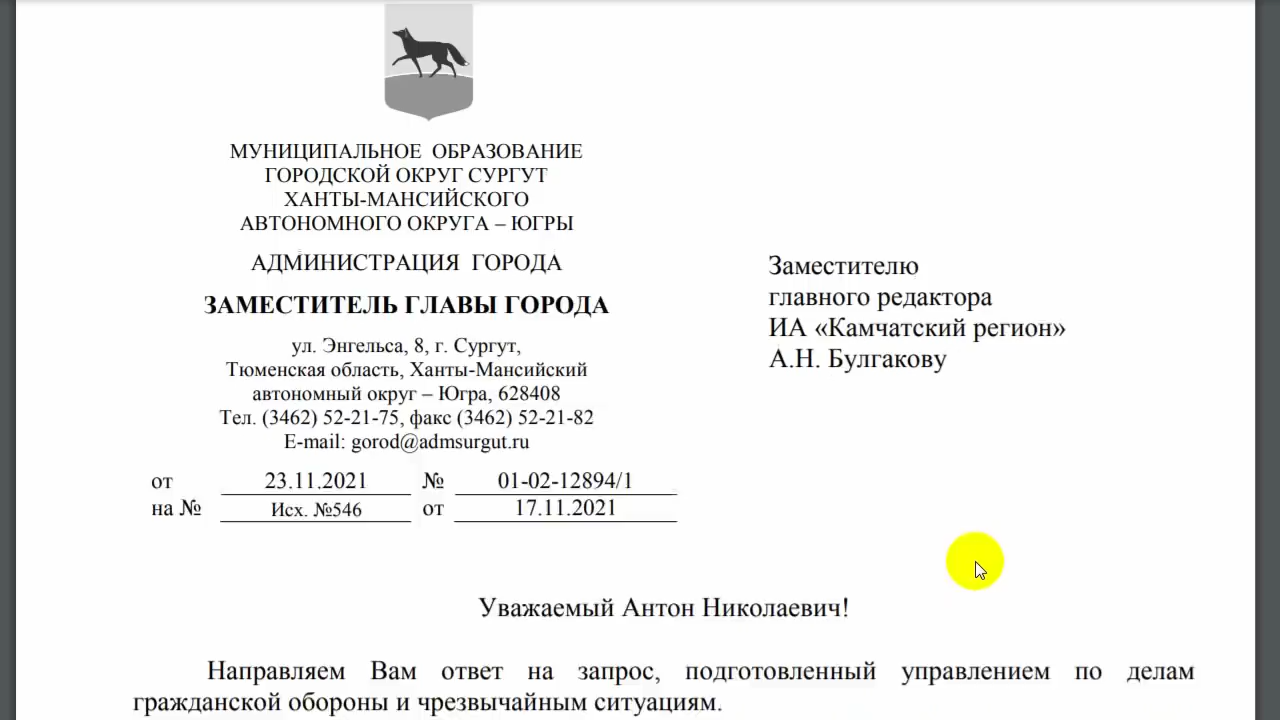 МУНИЦИПАЛЬНОЕ ОБРАЗОВАНИЕ
ГОРОДСКОЙ ОКРУГ СУРГУТ
ХАНТЫ-МАНСИЙСКОГО
АВТОНОМНОГО ОКРУГА – ЮГРЫ
АДМИНИСТРАЦИЯ ГОРОДА
ЗАМЕСТИТЕЛЬ ГЛАВЫ ГОРОДА
ул. Энгельса, 8, г. Сургут,
Тюменская область, Ханты-Мансийский
автономный округ – Югра, 628408
Тел. (3462) 52-21-75, факс (3462) 52-21-82
E-mail: gorod@admsurgut.ru
от 23.11.2021 № 01-02-12894/1
на № Исх. №546 от 17.11.2021
Заместителю
главного редактора
ИА «Камчатский регион»
А.Н. Булгакову
Уважаемый Антон Николаевич!
Направляем Вам ответ на запрос, подготовленный управлением по делам
гражданской обороны и чрезвычайным ситуациям.